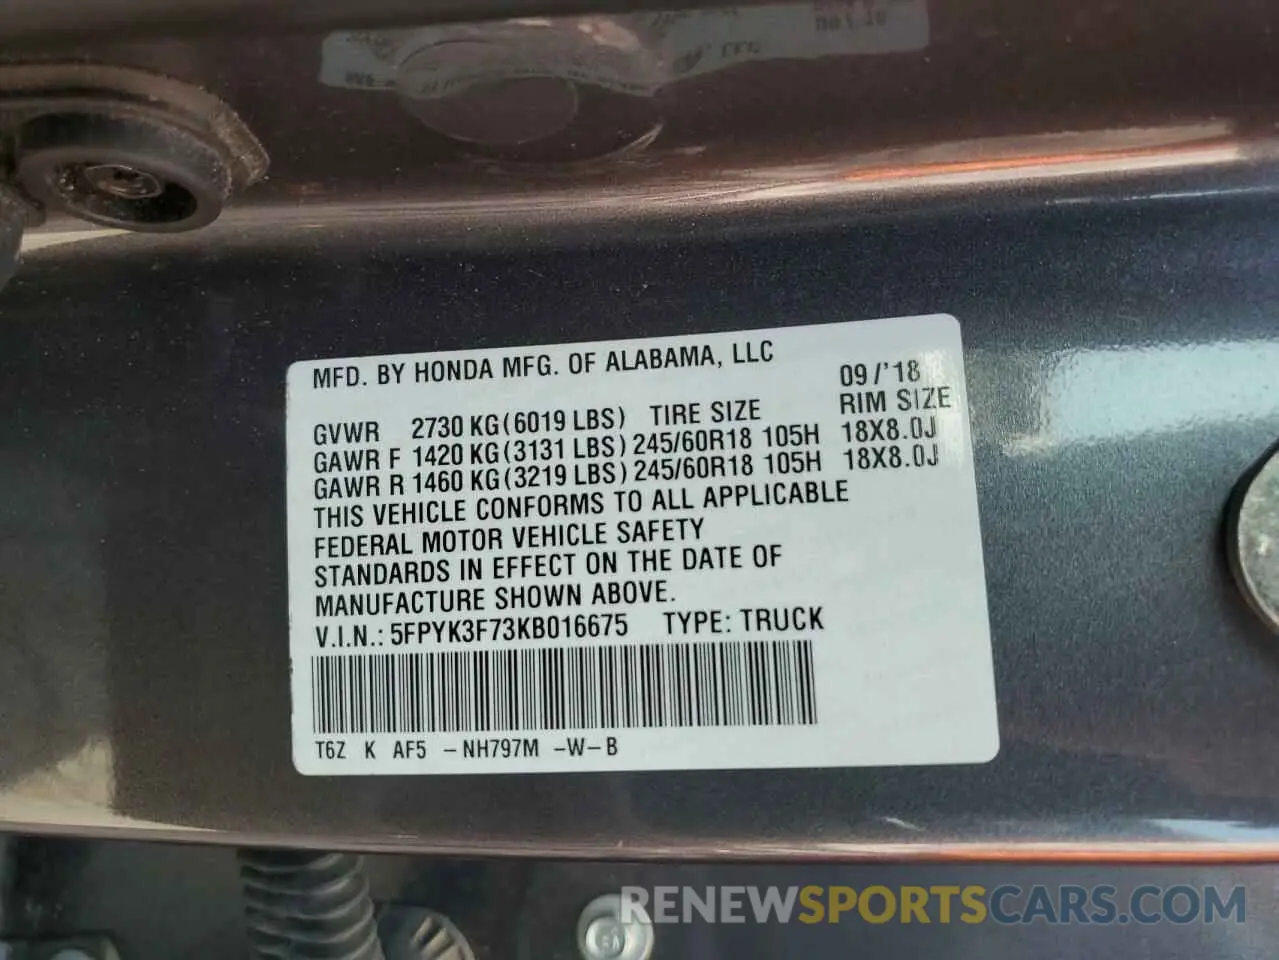 MFD. BY HONDA MFG. OF ALABAMA, LLC
09/'18
GVWR 2730 KG (6019 LBS) TIRE SIZE RIM SIZE
GAWR F 1420 KG (3131 LBS) 245/60R18 105H 18X8.0J
GAWR R 1460 KG (3219 LBS) 245/60R18 105H 18X8.0J
THIS VEHICLE CONFORMS TO ALL APPLICABLE
FEDERAL MOTOR VEHICLE SAFETY
STANDARDS IN EFFECT ON THE DATE OF
MANUFACTURE SHOWN ABOVE.
V.I.N.: 5FPYK3F73KB016675 TYPE: TRUCK
T6Z K AF5 -NH797M -W-B
RENEWSPORTSCARS.COM